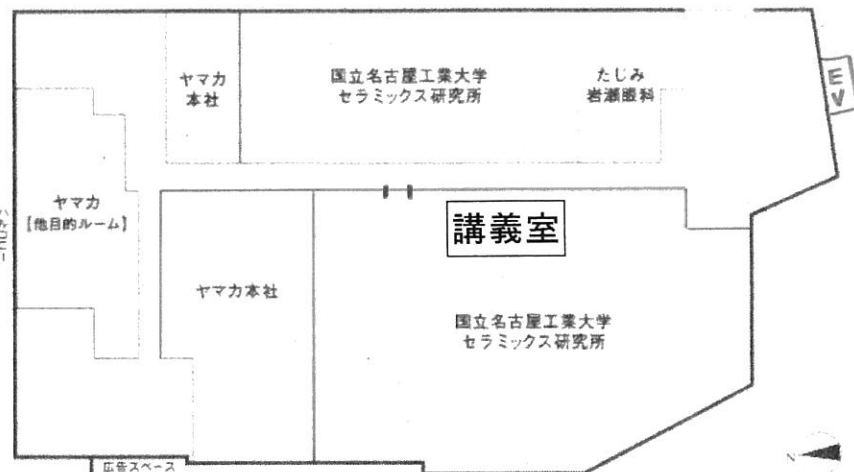 ヤマカ
本社
国立名古屋工業大学
セラミックス研究所
たじみ
岩瀬眼科
EV
ヤマカ
【他目的ルーム】
講義室
ヤマカ本社
国立名古屋工業大学
セラミックス研究所
広告スペース
N